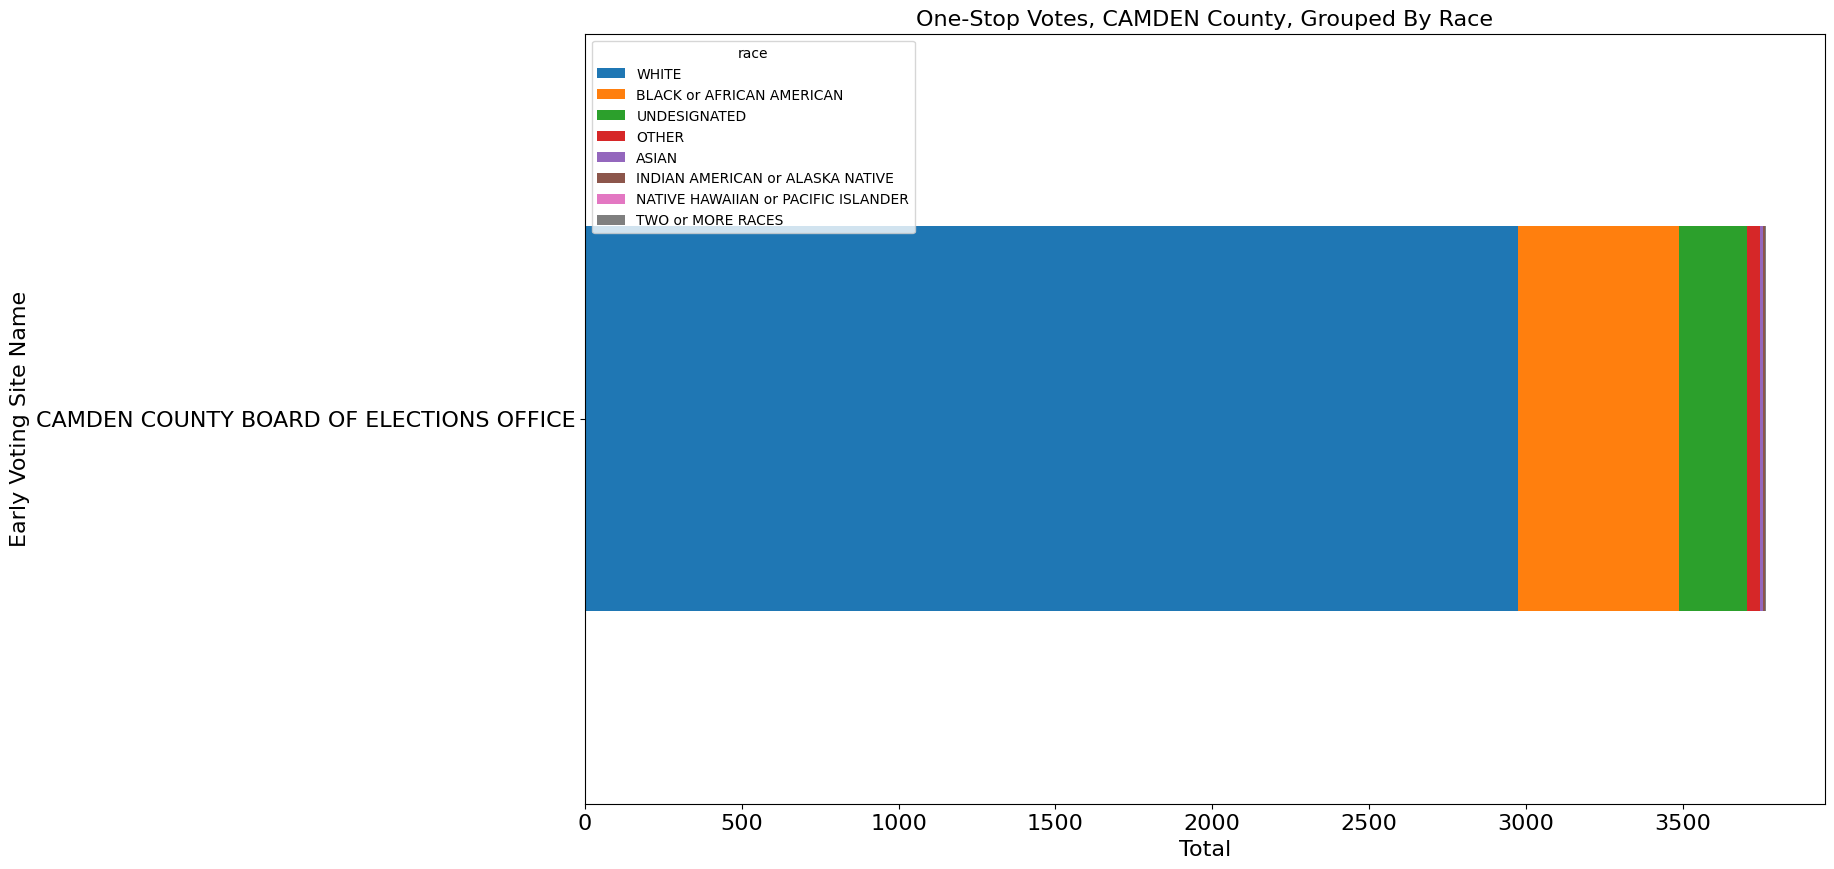 One-Stop Votes, CAMDEN County, Grouped By Race
race
WHITE
BLACK or AFRICAN AMERICAN
UNDESIGNATED
OTHER
ASIAN
INDIAN AMERICAN or ALASKA NATIVE
NATIVE HAWAIIAN or PACIFIC ISLANDER
TWO or MORE RACES
Early Voting Site Name
CAMDEN COUNTY BOARD OF ELECTIONS OFFICE
0 500 1000 1500 2000 2500 3000 3500
Total